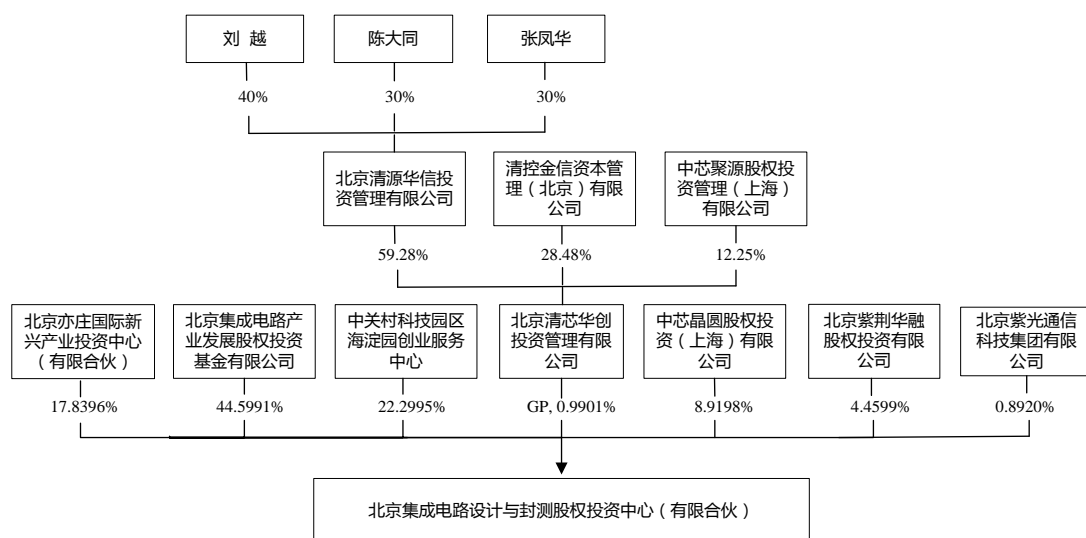 刘 越
陈大同
张凤华
40%
30%
30%
北京清源华信投
资管理有限公司
清控金信资本管
理（北京）有限
公司
中芯聚源股权投
资管理（上海）
有限公司
59.28%
28.48%
12.25%
北京亦庄国际新
兴产业投资中心
（有限合伙）
北京集成电路产
业发展股权投资
基金有限公司
中关村科技园区
海淀园创业服务
中心
北京清芯华创
投资管理有限公
司
中芯晶圆股权投
资（上海）有限
公司
北京紫荆华融
股权投资有限公
司
北京紫光通信
科技集团有限公
司
17.8396%
44.5991%
22.2995%
GP, 0.9901%
8.9198%
4.4599%
0.8920%
北京集成电路设计与封测股权投资中心（有限合伙）